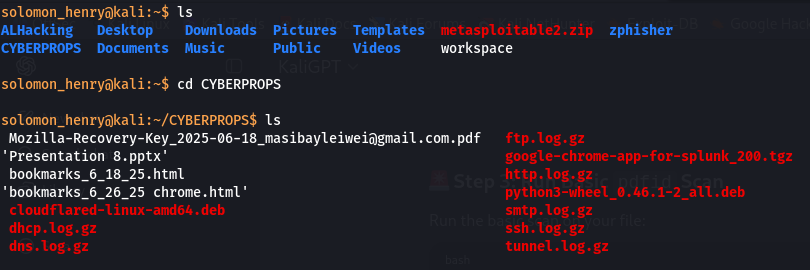 solomon_henry@kali:~$ ls
ALHacking Desktop Downloads Pictures Templates metasploitable2.zip zphisher
CYBERPROPS Documents Music Public Videos workspace
solomon_henry@kali:~$ cd CYBERPROPS
KaliGPT
solomon_henry@kali:~/CYBERPROPS$ ls
Mozilla-Recovery-Key_2025-06-18_masibayleiwei@gmail.com.pdf ftp.log.gz
'Presentation 8.pptx' google-chrome-app-for-splunk_200.tgz
bookmarks_6_18_25.html http.log.gz
'bookmarks_6_26_25 chrome.html' python3-wheel_0.46.1-2_all.deb
cloudflared-linux-amd64.deb smtp.log.gz
dhcp.log.gz ssh.log.gz
dns.log.gz tunnel.log.gz
bash